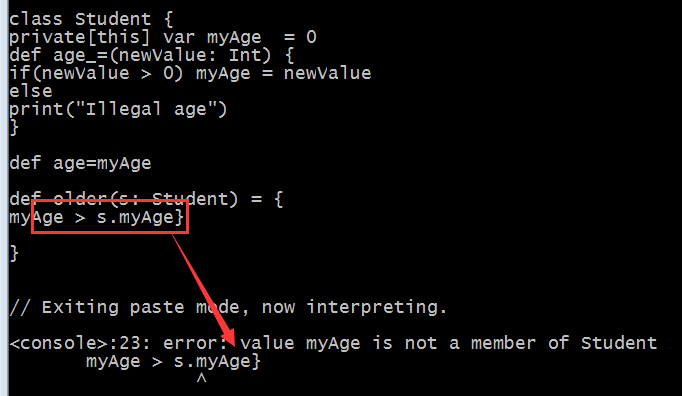 class Student {
private[this] var myAge  = 0
def age_=(newValue: Int) {
if(newValue > 0) myAge = newValue
else
print("Illegal age")
}
def age=myAge
def older(s: Student) = {
myAge > s.myAge}
}
// Exiting paste mode, now interpreting.
<console>:23: error: value myAge is not a member of Student
       myAge > s.myAge}
                 ^